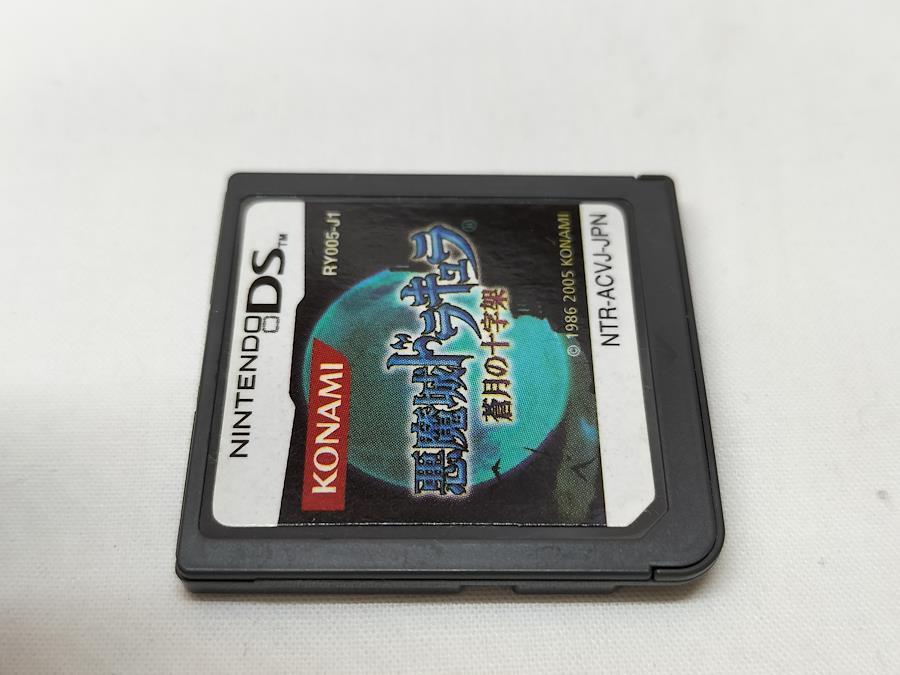 NINTENDO DS™
RY005-J1
KONAMI
悪魔城ドラキュラ®
蒼月の十字架
© 1986 2005 KONAMI
NTR-ACVJ-JPN